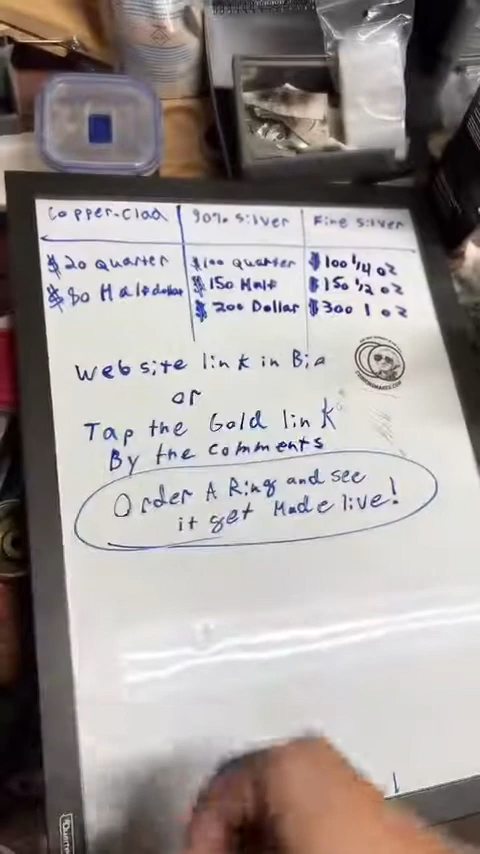 Copper-Clad 90% Silver Fine Silver
$20 Quarter $100 Quarter $100 1/4 oz
$30 Half dollar $150 Half $150 1/2 oz
$200 Dollar $300 1 oz
Website link in Bio
or
Tap the Gold link
By the comments
Order A Ring and see
it get Made live!